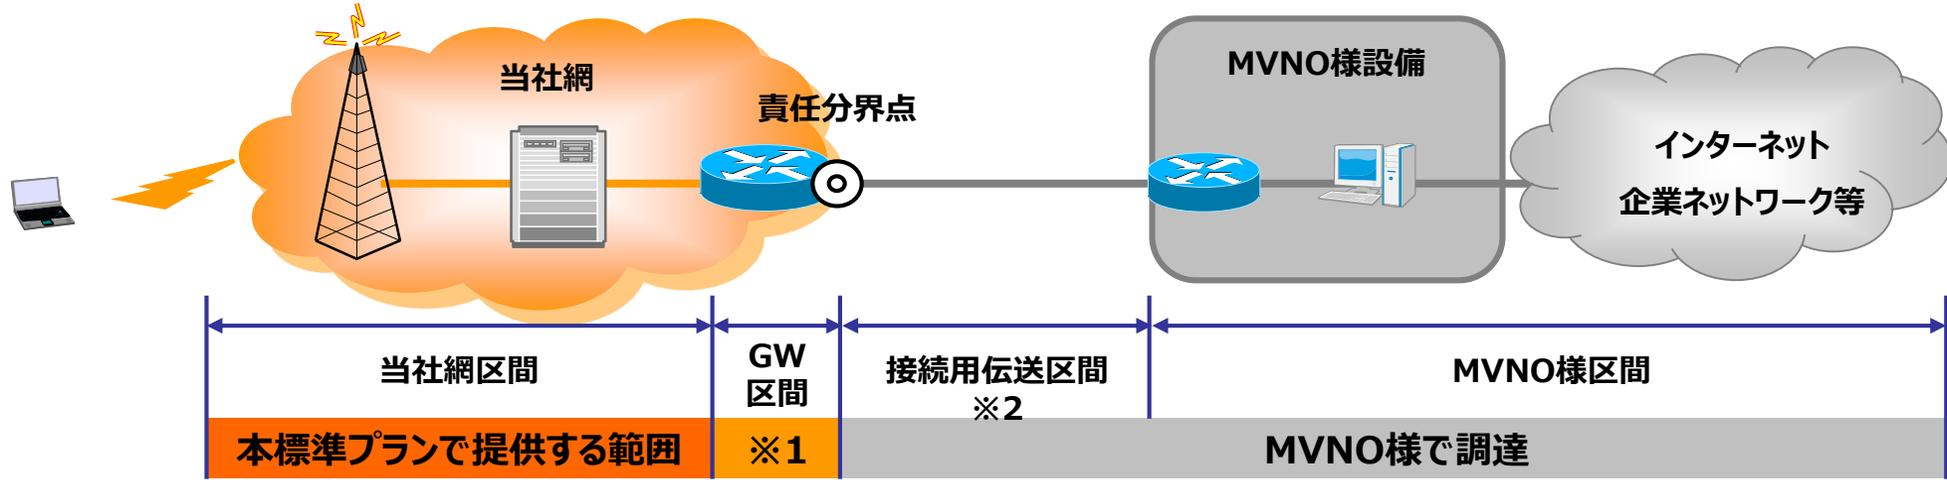 当社網
責任分界点
MVNO様設備
インターネット
企業ネットワーク等
当社網区間
GW
区間
接続用伝送区間
※2
MVNO様区間
本標準プランで提供する範囲
※1
MVNO様で調達